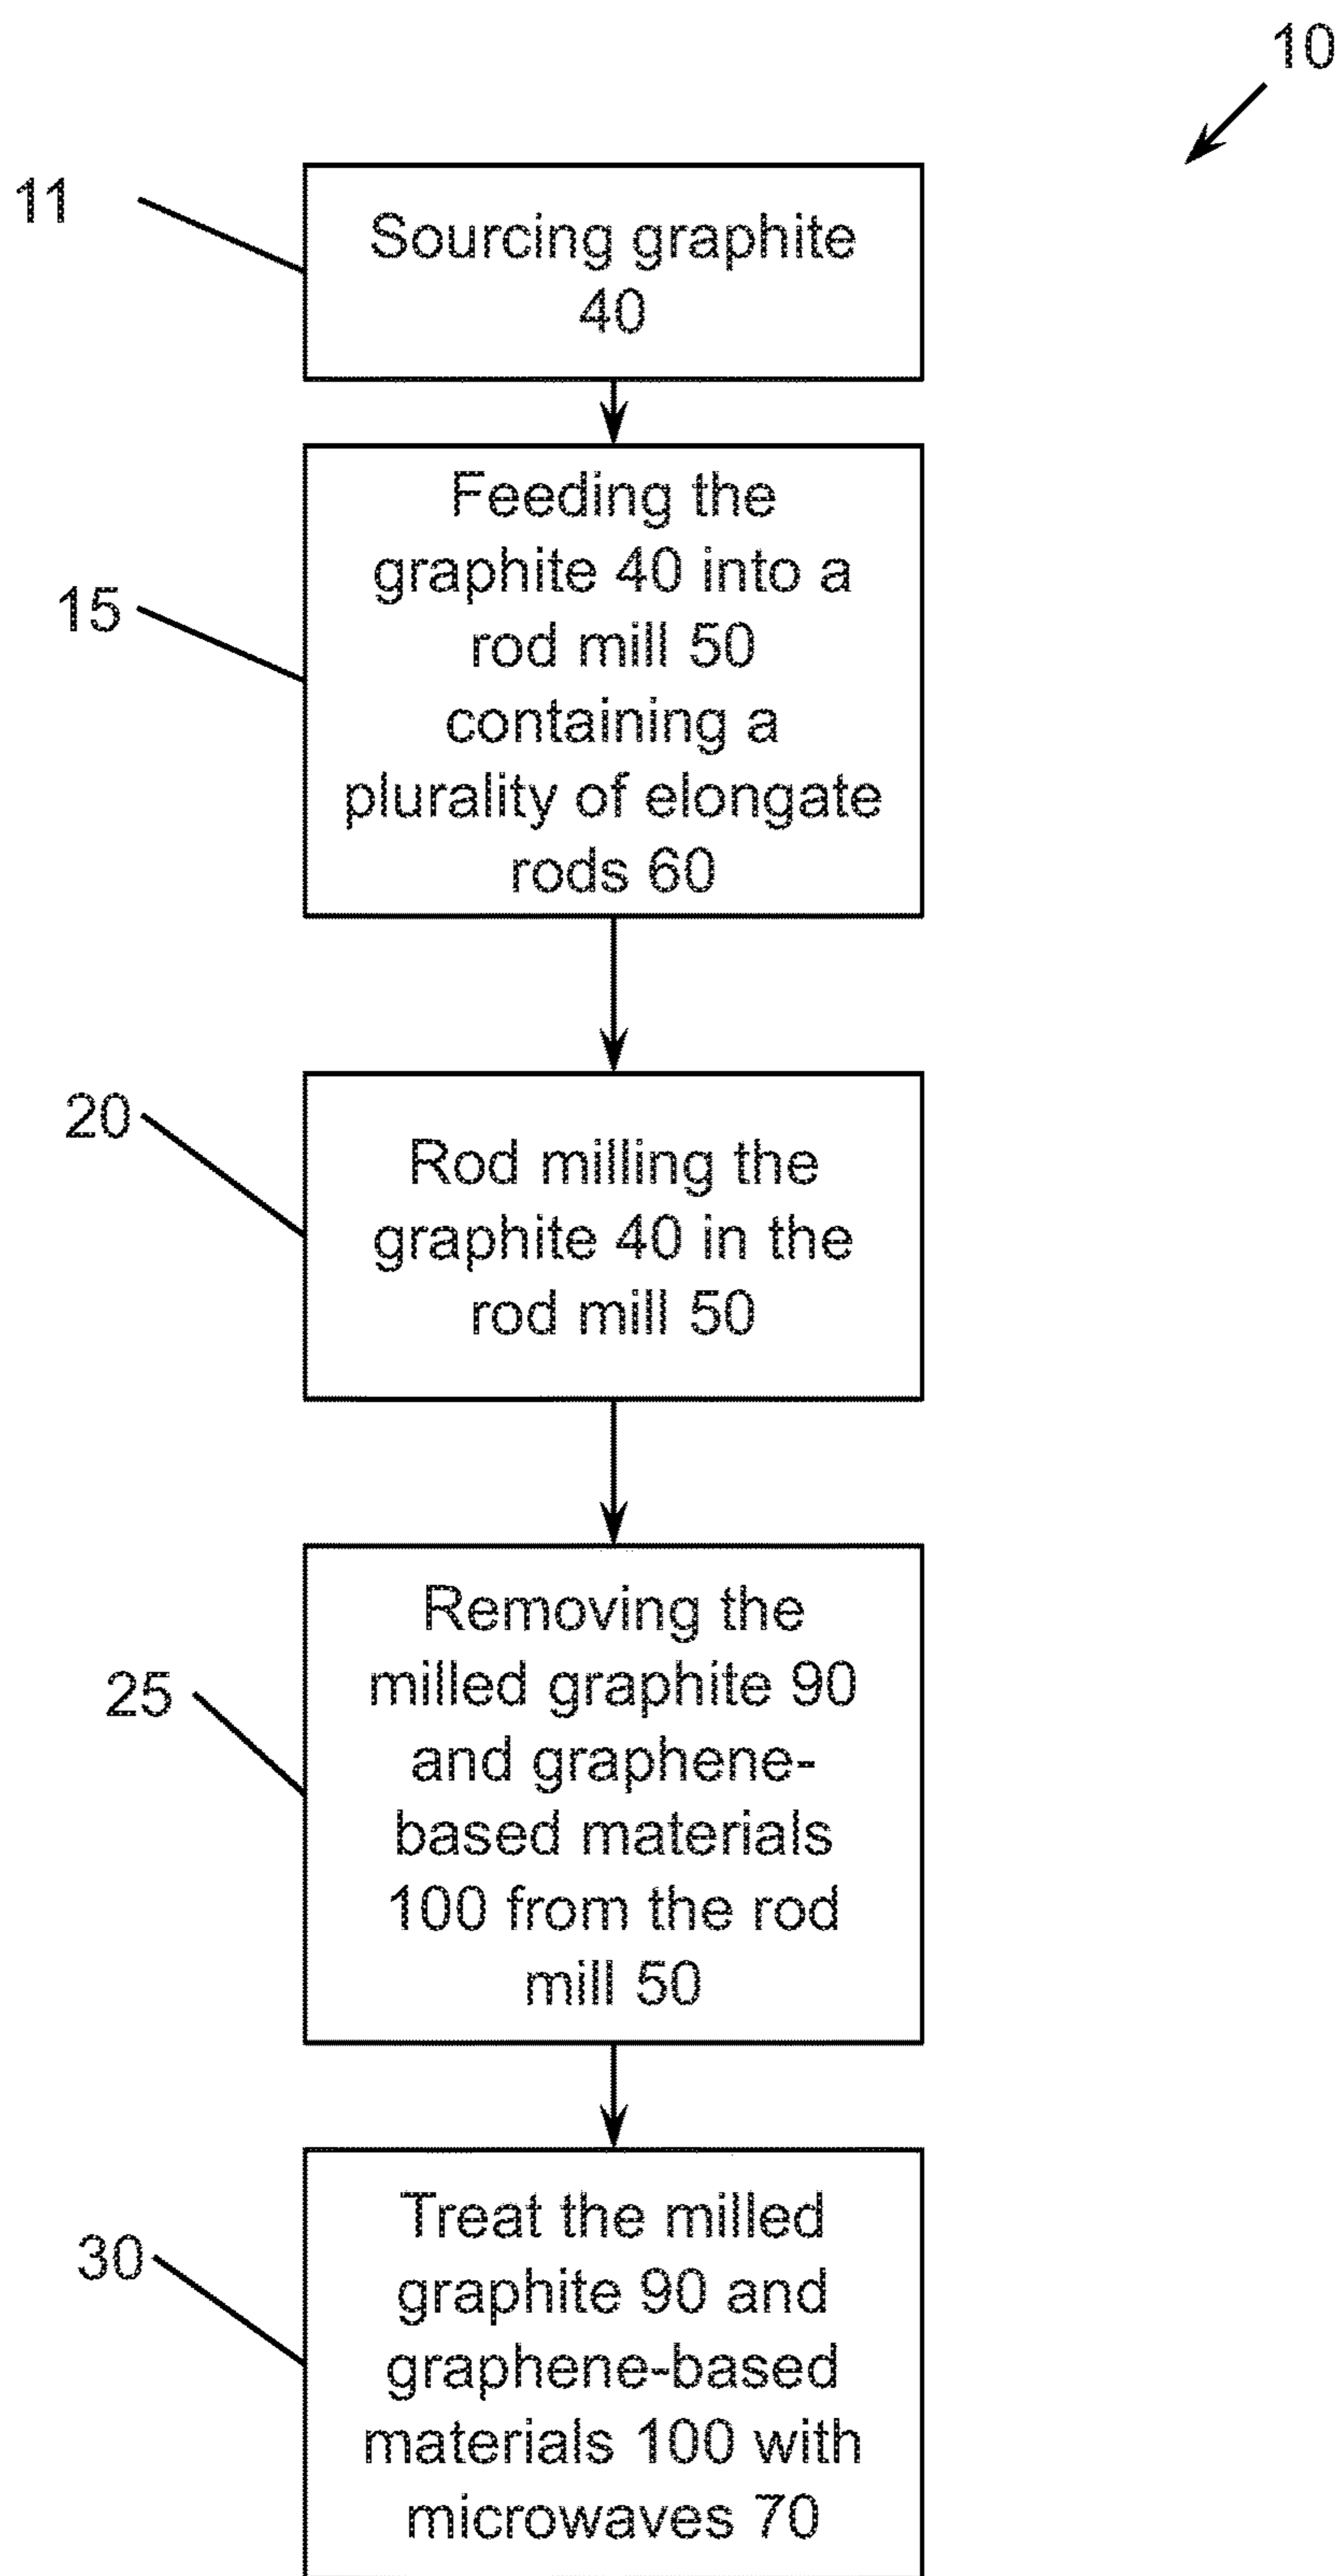 10
11
Sourcing graphite
40
15
Feeding the
graphite 40 into a
rod mill 50
containing a
plurality of elongate
rods 60
20
Rod milling the
graphite 40 in the
rod mill 50
25
Removing the
milled graphite 90
and graphene-
based materials
100 from the rod
mill 50
30
Treat the milled
graphite 90 and
graphene-based
materials 100 with
microwaves 70